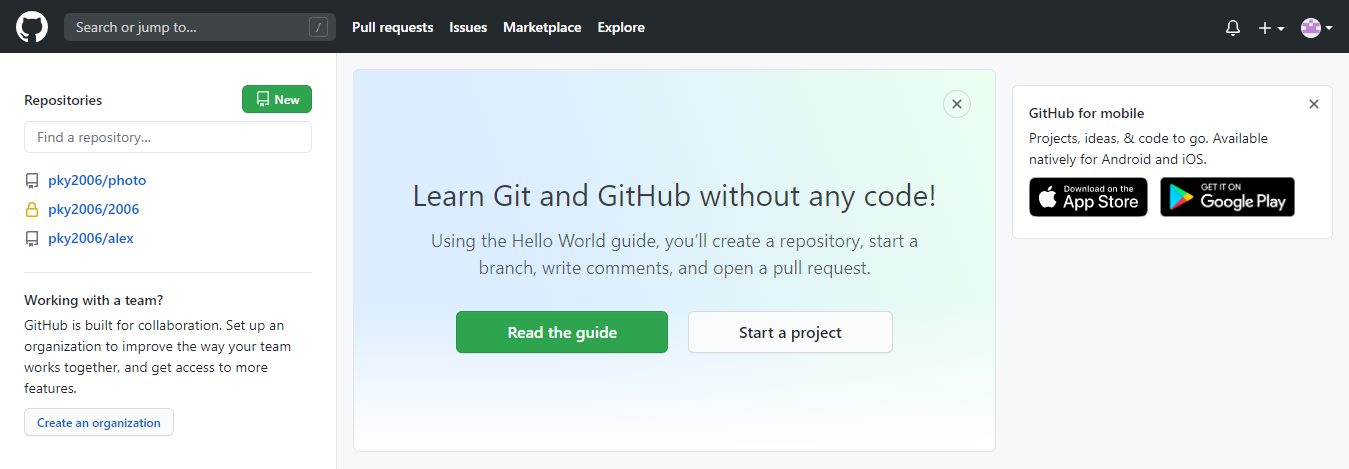 Search or jump to...
/
Pull requests
Issues
Marketplace
Explore
Repositories
New
Find a repository...
pky2006/photo
pky2006/2006
pky2006/alex
Working with a team?
GitHub is built for collaboration. Set up an
organization to improve the way your team
works together, and get access to more
features.
Create an organization
Learn Git and GitHub without any code!
Using the Hello World guide, you’ll create a repository, start a
branch, write comments, and open a pull request.
Read the guide
Start a project
GitHub for mobile
Projects, ideas, & code to go. Available
natively for Android and iOS.
Download on the
App Store
GET IT ON
Google Play